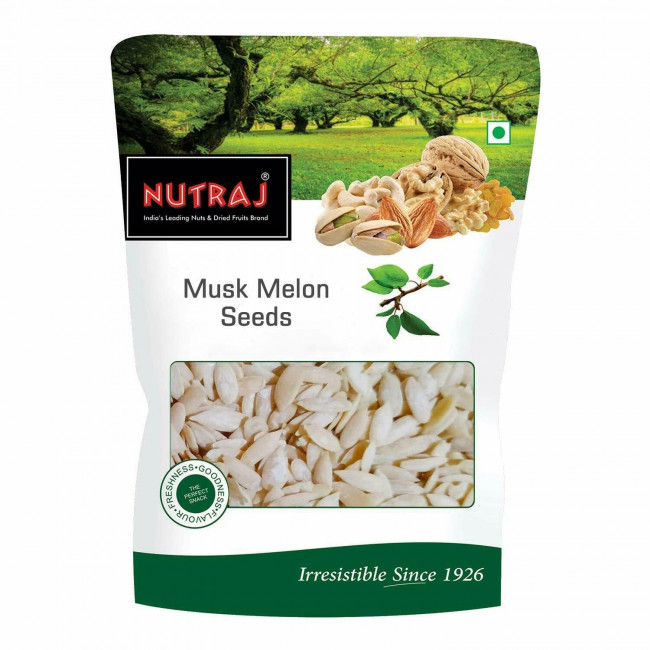 NUTRAJ®
India's Leading Nuts & Dried Fruits Brand
Musk Melon
Seeds
FRESHNESS•GOODNESS•FLAVOUR•
THE
PERFECT
SNACK
Irresistible Since 1926